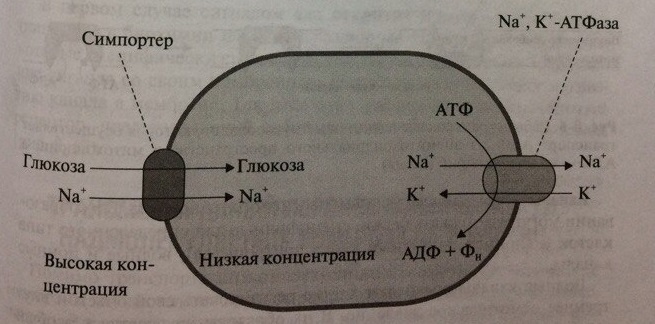 Симпортер
Na⁺, K⁺-АТФаза
АТФ
Глюкоза
Глюкоза
Na⁺
Na⁺
Na⁺
Na⁺
K⁺
K⁺
Высокая кон-
центрация
Низкая концентрация
АДФ + Фн